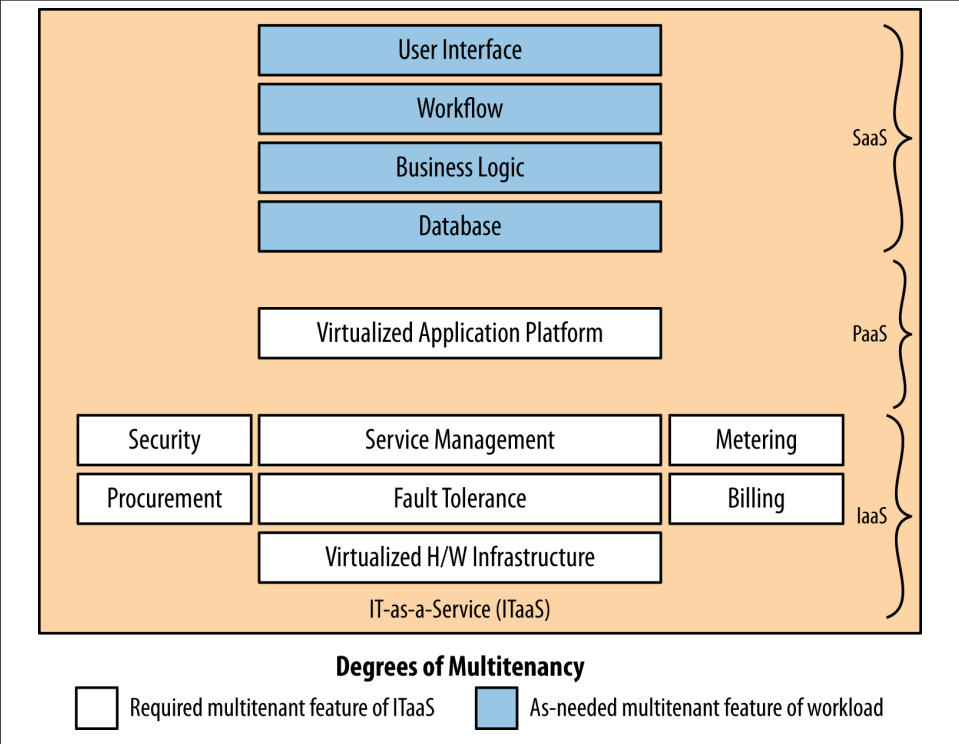 User Interface
Workflow
SaaS
Business Logic
Database
Virtualized Application Platform
PaaS
Security
Service Management
Metering
Procurement
Fault Tolerance
Billing
IaaS
Virtualized H/W Infrastructure
IT-as-a-Service (ITaaS)
Degrees of Multitenancy
Required multitenant feature of ITaaS
As-needed multitenant feature of workload